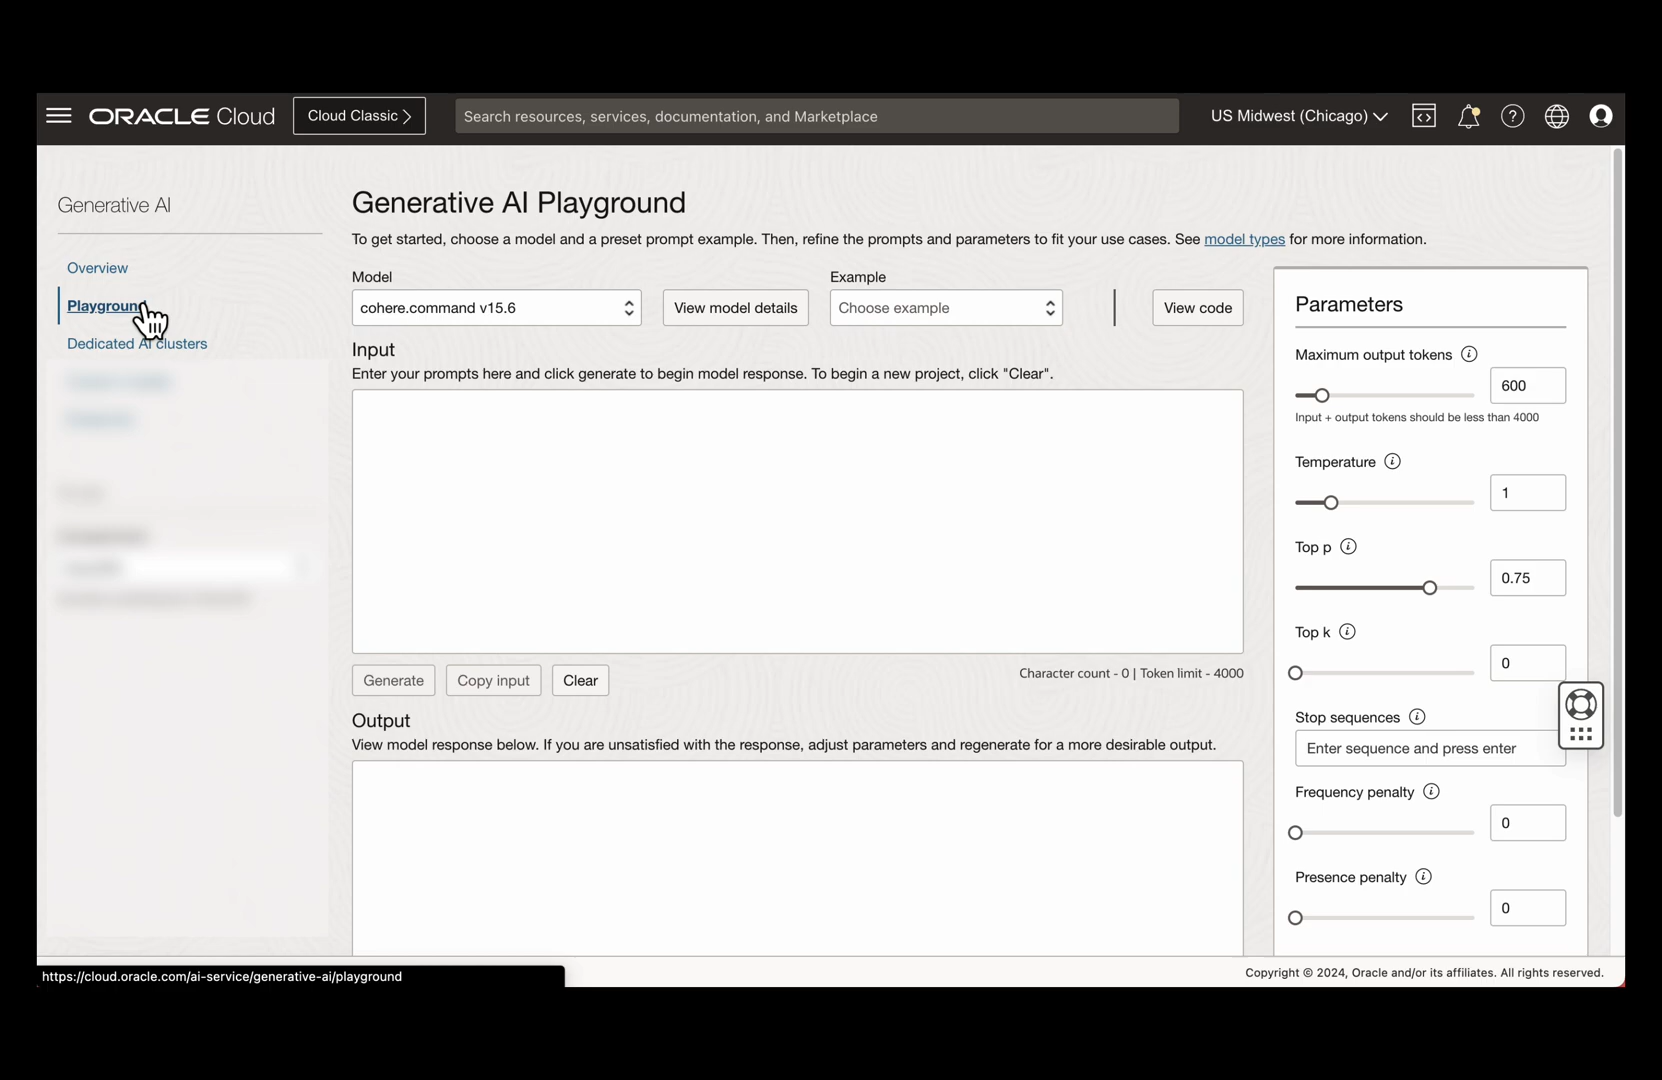 ORACLE Cloud
Cloud Classic
Search resources, services, documentation, and Marketplace
US Midwest (Chicago)
Generative AI
Overview
Playground
Dedicated AI clusters
Generative AI Playground
To get started, choose a model and a preset prompt example. Then, refine the prompts and parameters to fit your use cases. See model types for more information.
Model
Example
cohere.command v15.6
View model details
Choose example
View code
Input
Enter your prompts here and click generate to begin model response. To begin a new project, click "Clear".
Generate
Copy input
Clear
Character count - 0 | Token limit - 4000
Output
View model response below. If you are unsatisfied with the response, adjust parameters and regenerate for a more desirable output.
Parameters
Maximum output tokens
600
Input + output tokens should be less than 4000
Temperature
1
Top p
0.75
Top k
0
Stop sequences
Enter sequence and press enter
Frequency penalty
0
Presence penalty
0
https://cloud.oracle.com/ai-service/generative-ai/playground
Copyright © 2024, Oracle and/or its affiliates. All rights reserved.